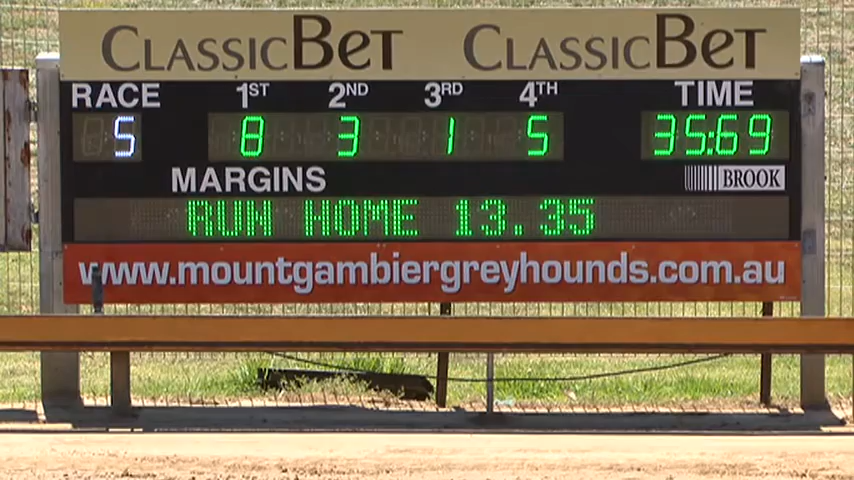 CLASSICBET CLASSICBET
RACE 1ST 2ND 3RD 4TH TIME
5 8 3 1 5 35:69
MARGINS BROOK
RUN HOME 13.35
www.mountgambiergreyhounds.com.au